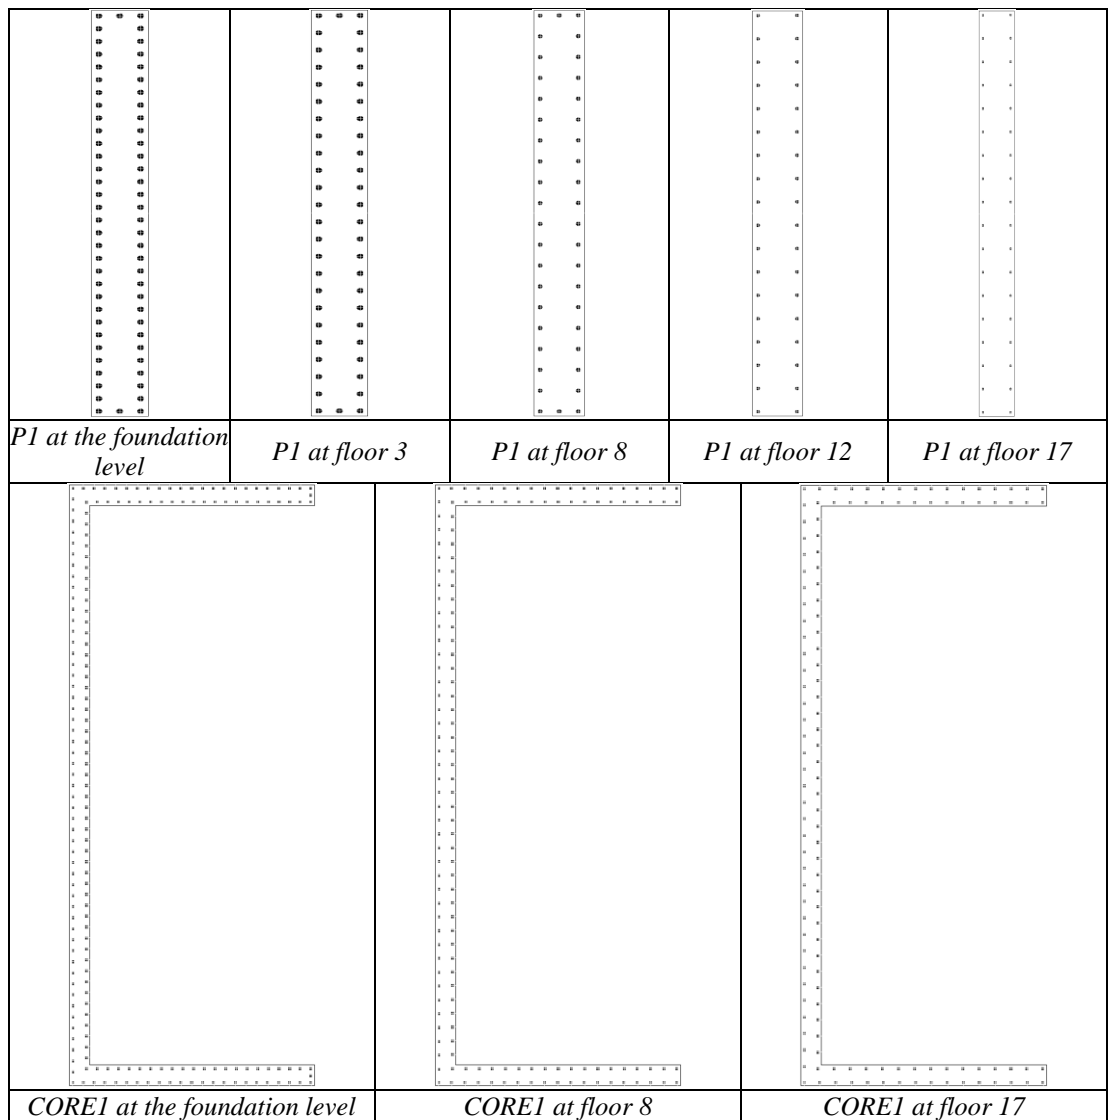 P1 at the foundation
level
P1 at floor 3
P1 at floor 8
P1 at floor 12
P1 at floor 17
CORE1 at the foundation level
CORE1 at floor 8
CORE1 at floor 17